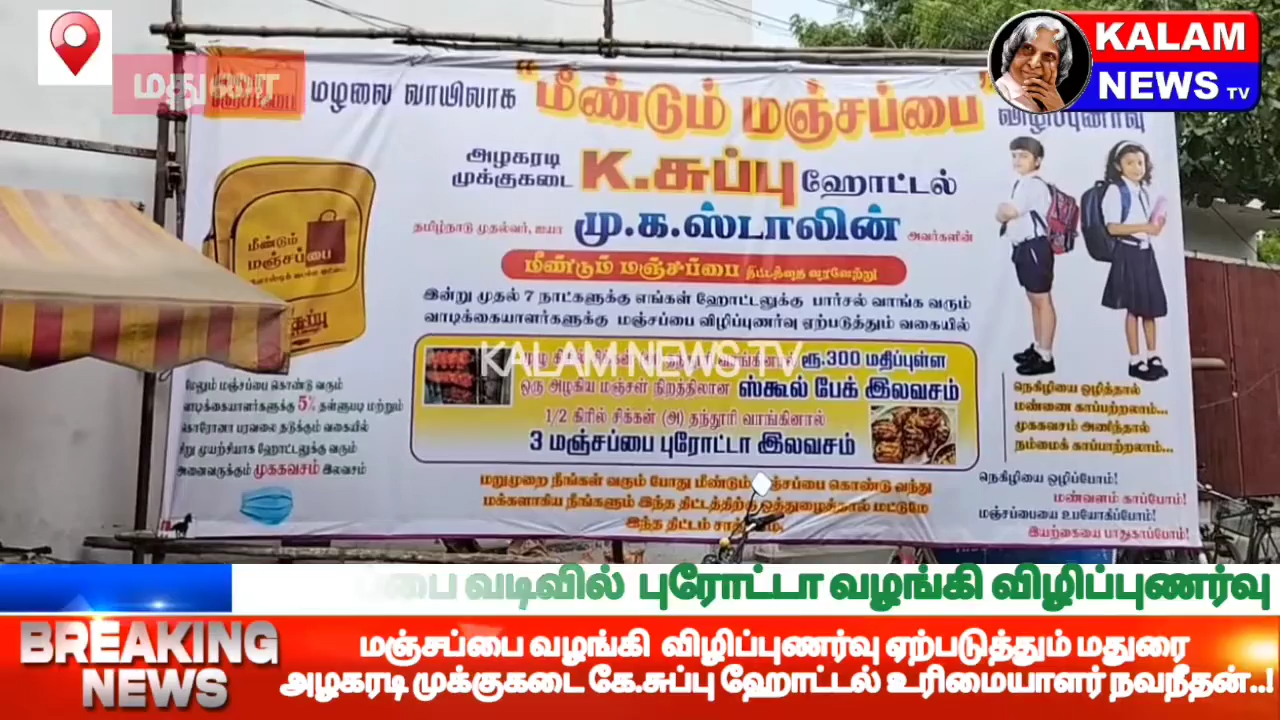 மதுரை
KALAM
NEWS TV
மழலை வாயிலாக "மீண்டும் மஞ்சப்பை" விழிப்புணர்வு
அழகரடி
முக்குகடை K.சுப்பு ஹோட்டல்
தமிழ்நாடு முதல்வர், ஐயா மு.க.ஸ்டாலின் அவர்களின்
மீண்டும் மஞ்சப்பை திட்டத்தை வரவேற்று
இன்று முதல் 7 நாட்களுக்கு எங்கள் ஹோட்டலுக்கு பார்சல் வாங்க வரும்
வாடிக்கையாளர்களுக்கு மஞ்சப்பை விழிப்புணர்வு ஏற்படுத்தும் வகையில்
மீண்டும்
மஞ்சப்பை
சுப்பு
KALAM NEWS TV
வாங்கினால் ரூ.300 மதிப்புள்ள
ஒரு அழகிய மஞ்சள் நிறத்திலான ஸ்கூல் பேக் இலவசம்
1/2 கிரில் சிக்கன் (அ) தந்தூரி வாங்கினால்
3 மஞ்சப்பை புரோட்டா இலவசம்
மேலும் மஞ்சப்பை கொண்டு வரும்
வாடிக்கையாளர்களுக்கு 5% தள்ளுபடி மற்றும்
கொரோனா பரவலை தடுக்கும் வகையில்
சிறு முயற்சியாக ஹோட்டலுக்கு வரும்
அனைவருக்கும் முககவசம் இலவசம்
மறுமுறை நீங்கள் வரும் போது மீண்டும் மஞ்சப்பை கொண்டு வந்து
மக்களாகிய நீங்களும் இந்த திட்டத்திற்கு ஒத்துழைத்தால் மட்டுமே
இந்த திட்டம்
நெகிழியை ஒழித்தால்
மண்ணை காப்பற்றலாம்...
முககவசம் அணிந்தால்
நம்மைக் காப்பாற்றலாம்...
நெகிழியை ஒழிப்போம்!
மண்வளம் காப்போம்!
மஞ்சப்பையை உபயோகிப்போம்!
இயற்கையை பாதுகாப்போம்!
வடிவில் புரோட்டா வழங்கி விழிப்புணர்வு
BREAKING
NEWS
மஞ்சப்பை வழங்கி விழிப்புணர்வு ஏற்படுத்தும் மதுரை
அழகரடி முக்குகடை கே.சுப்பு ஹோட்டல் உரிமையாளர் நவநீதன்..!